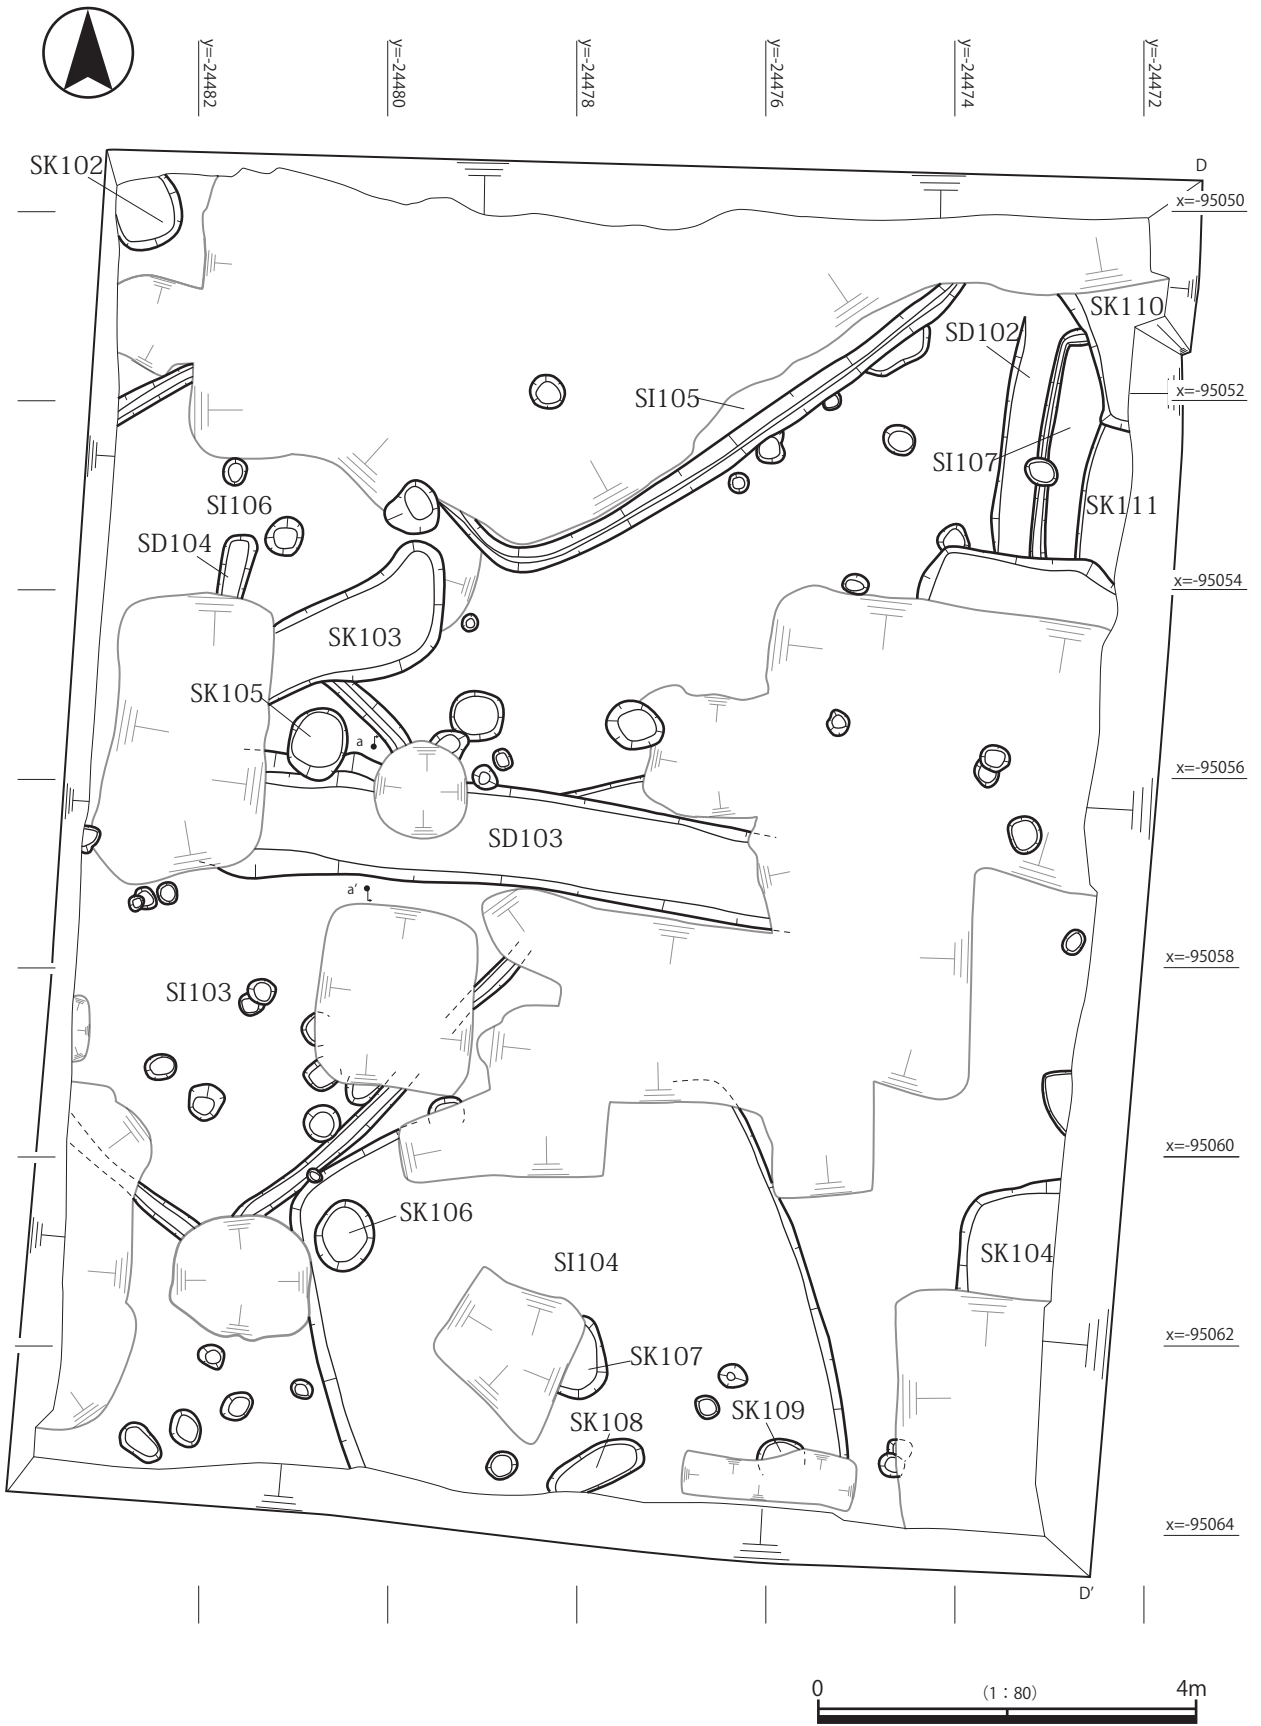 y=-24482
y=-24480
y=-24478
y=-24476
y=-24474
y=-24472
SK102
D
x=-95050
SK110
SD102
SI105
x=-95052
SI107
SI106
SK111
SD104
x=-95054
SK103
SK105
a
x=-95056
SD103
a'
x=-95058
SI103
x=-95060
SK106
SI104
SK104
x=-95062
SK107
SK109
SK108
x=-95064
D'
0
(1：80)
4m